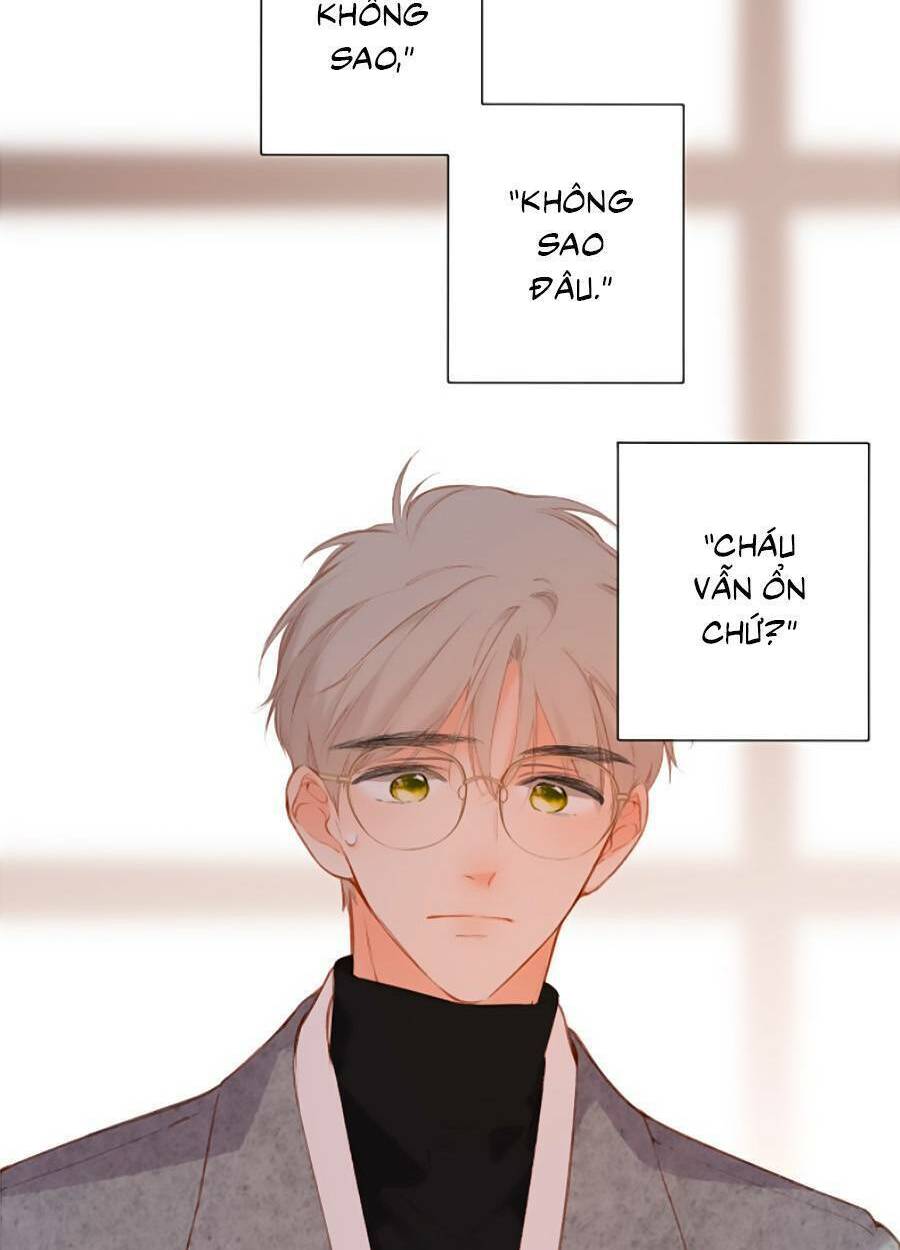 KHÔNG
SAO,"
"KHÔNG
SAO
ĐÂU."
"CHÁU
VẪN ỔN
CHỨ?"